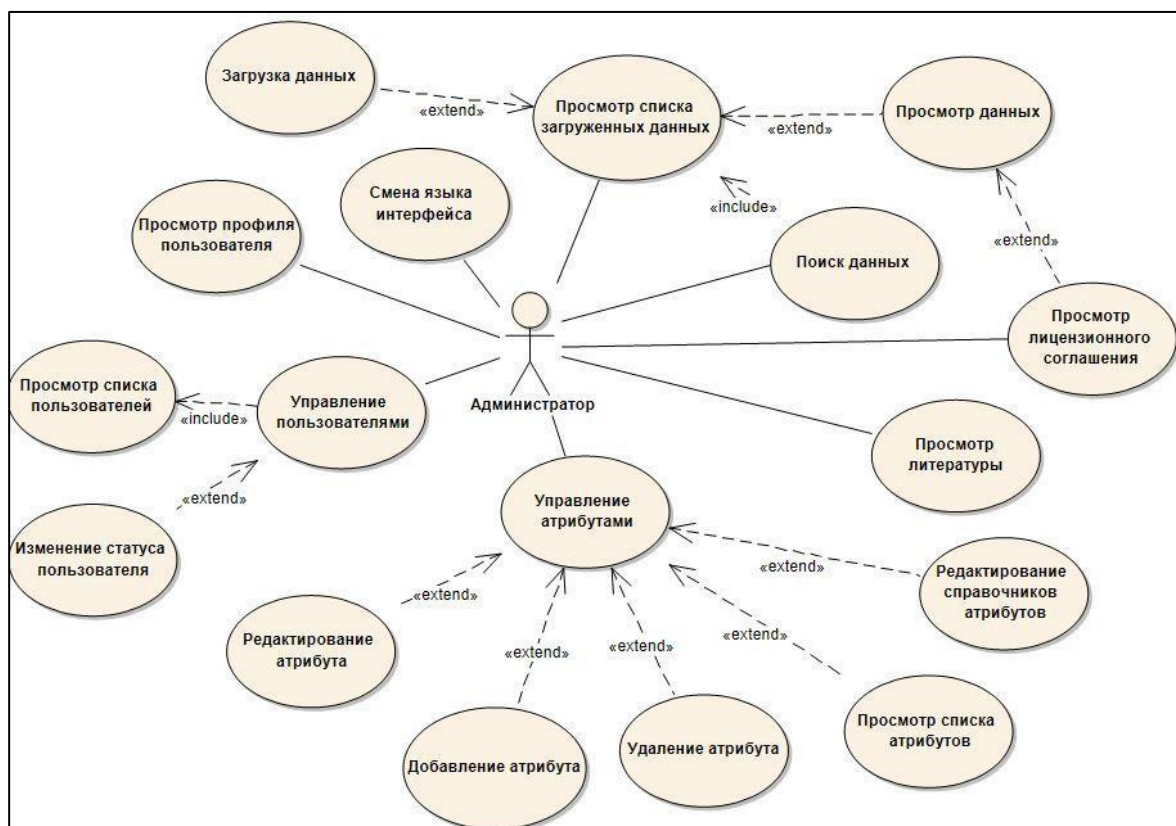 Загрузка данных
«extend»
Просмотр списка
загруженных данных
«extend»
Просмотр данных
Смена языка
интерфейса
«include»
Просмотр профиля
пользователя
«extend»
Поиск данных
Просмотр
лицензионного
соглашения
Просмотр списка
пользователей
«include»
Управление
пользователями
Администратор
Просмотр
литературы
«extend»
Управление
атрибутами
Изменение статуса
пользователя
«extend»
Редактирование
справочников
атрибутов
«extend»
«extend»
Редактирование
атрибута
«extend»
«extend»
Просмотр списка
атрибутов
Добавление атрибута
Удаление атрибута